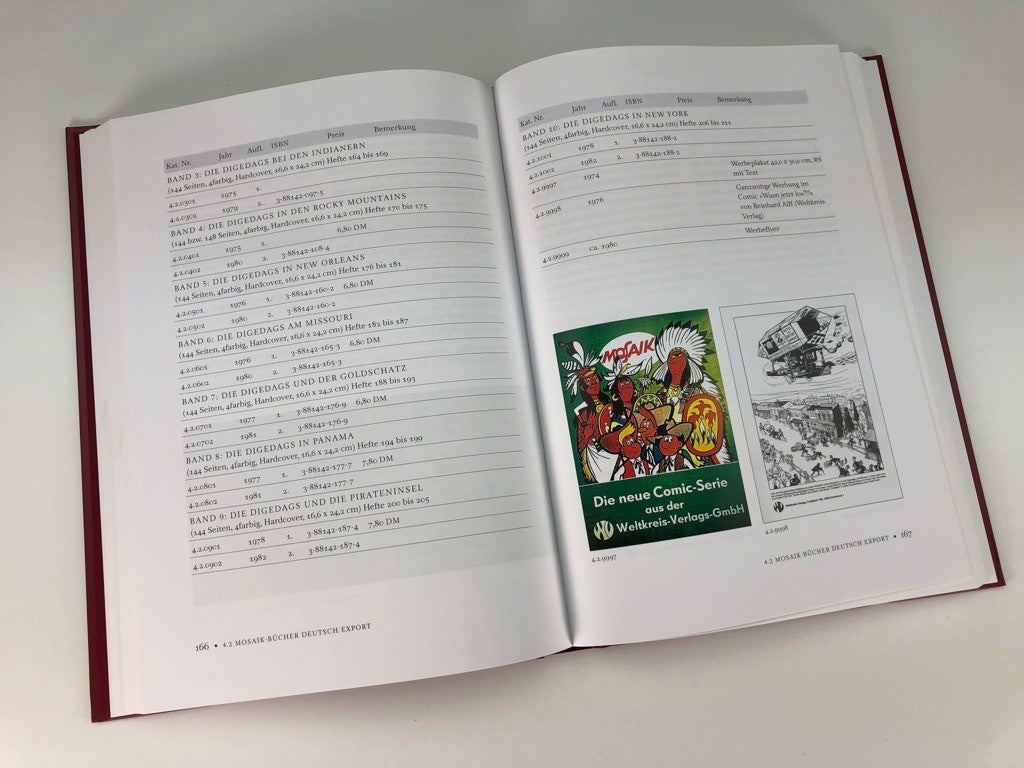 Kat. Nr. Jahr Aufl. ISBN Preis Bemerkung
BAND 3: DIE DIGEDAGS BEI DEN INDIANERN
(144 Seiten, 4farbig, Hardcover, 16,6 x 24,2 cm) Hefte 164 bis 169
4.2.0301 1975 1.
4.2.0302 1979 2. 3-88142-097-5
BAND 4: DIE DIGEDAGS IN DEN ROCKY MOUNTAINS
(144 bzw. 148 Seiten, 4farbig, Hardcover, 16,6 x 24,2 cm) Hefte 170 bis 175
4.2.0401 1975 1. 6,80 DM
4.2.0402 1980 2. 3-88142-108-4
BAND 5: DIE DIGEDAGS IN NEW ORLEANS
(144 Seiten, 4farbig, Hardcover, 16,6 x 24,2 cm) Hefte 176 bis 181
4.2.0501 1976 1. 3-88142-160-2 6,80 DM
4.2.0502 1980 2. 3-88142-160-2
BAND 6: DIE DIGEDAGS AM MISSOURI
(144 Seiten, 4farbig, Hardcover, 16,6 x 24,2 cm) Hefte 182 bis 187
4.2.0601 1976 1. 3-88142-165-3 6,80 DM
4.2.0602 1980 2. 3-88142-165-3
BAND 7: DIE DIGEDAGS UND DER GOLDSCHATZ
(144 Seiten, 4farbig, Hardcover, 16,6 x 24,2 cm) Hefte 188 bis 193
4.2.0701 1977 1. 3-88142-176-9 6,80 DM
4.2.0702 1981 2. 3-88142-176-9
BAND 8: DIE DIGEDAGS IN PANAMA
(144 Seiten, 4farbig, Hardcover, 16,6 x 24,2 cm) Hefte 194 bis 199
4.2.0801 1977 1. 3-88142-177-7 7,80 DM
4.2.0802 1981 2. 3-88142-177-7
BAND 9: DIE DIGEDAGS UND DIE PIRATENINSEL
(144 Seiten, 4farbig, Hardcover, 16,6 x 24,2 cm) Hefte 200 bis 205
4.2.0901 1978 1. 3-88142-187-4 7,80 DM
4.2.0902 1982 2. 3-88142-187-4
166 • 4.2 MOSAIK-BÜCHER DEUTSCH EXPORT
Kat. Nr. Jahr Aufl. ISBN Preis Bemerkung
BAND 10: DIE DIGEDAGS IN NEW YORK
(144 Seiten, 4farbig, Hardcover, 16,6 x 24,2 cm) Hefte 206 bis 211
4.2.1001 1978 1. 3-88142-188-2
4.2.1002 1982 2. 3-88142-188-2
4.2.9997 1974 Werbeplakat 42,0 x 30,0 cm, RS
mit Text
4.2.9998 1976 Ganzseitige Werbung im
Comic »Wasn jetzt los?!«
von Reinhard Alff (Weltkreis
Verlag)
4.2.9999 ca. 1980 Werbeflyer
MOSAIK
Die neue Comic-Serie
aus der
Weltkreis-Verlags-GmbH
4.2.9997
4.2.9998
4.2 MOSAIK-BÜCHER DEUTSCH EXPORT • 167